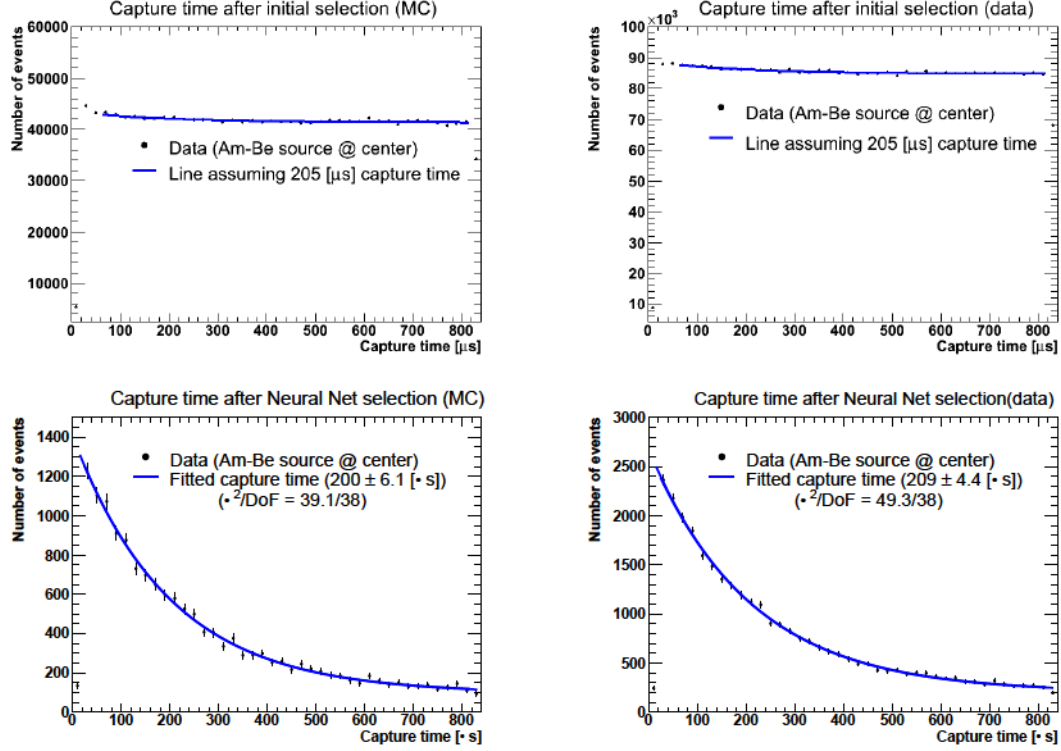 Capture time after initial selection (MC)
Number of events
60000
50000
40000
30000
20000
10000
Data (Am-Be source @ center)
Line assuming 205 [μs] capture time
0 100 200 300 400 500 600 700 800
Capture time [μs]
Capture time after initial selection (data)
Number of events
×10³
100
90
80
70
60
50
40
30
20
10
Data (Am-Be source @ center)
Line assuming 205 [μs] capture time
0 100 200 300 400 500 600 700 800
Capture time [μs]
Capture time after Neural Net selection (MC)
Number of events
1400
1200
1000
800
600
400
200
0
Data (Am-Be source @ center)
Fitted capture time (200 ± 6.1 [• s])
(• ²/DoF = 39.1/38)
0 100 200 300 400 500 600 700 800
Capture time [• s]
Capture time after Neural Net selection(data)
Number of events
3000
2500
2000
1500
1000
500
0
Data (Am-Be source @ center)
Fitted capture time (209 ± 4.4 [• s])
(• ²/DoF = 49.3/38)
0 100 200 300 400 500 600 700 800
Capture time [• s]